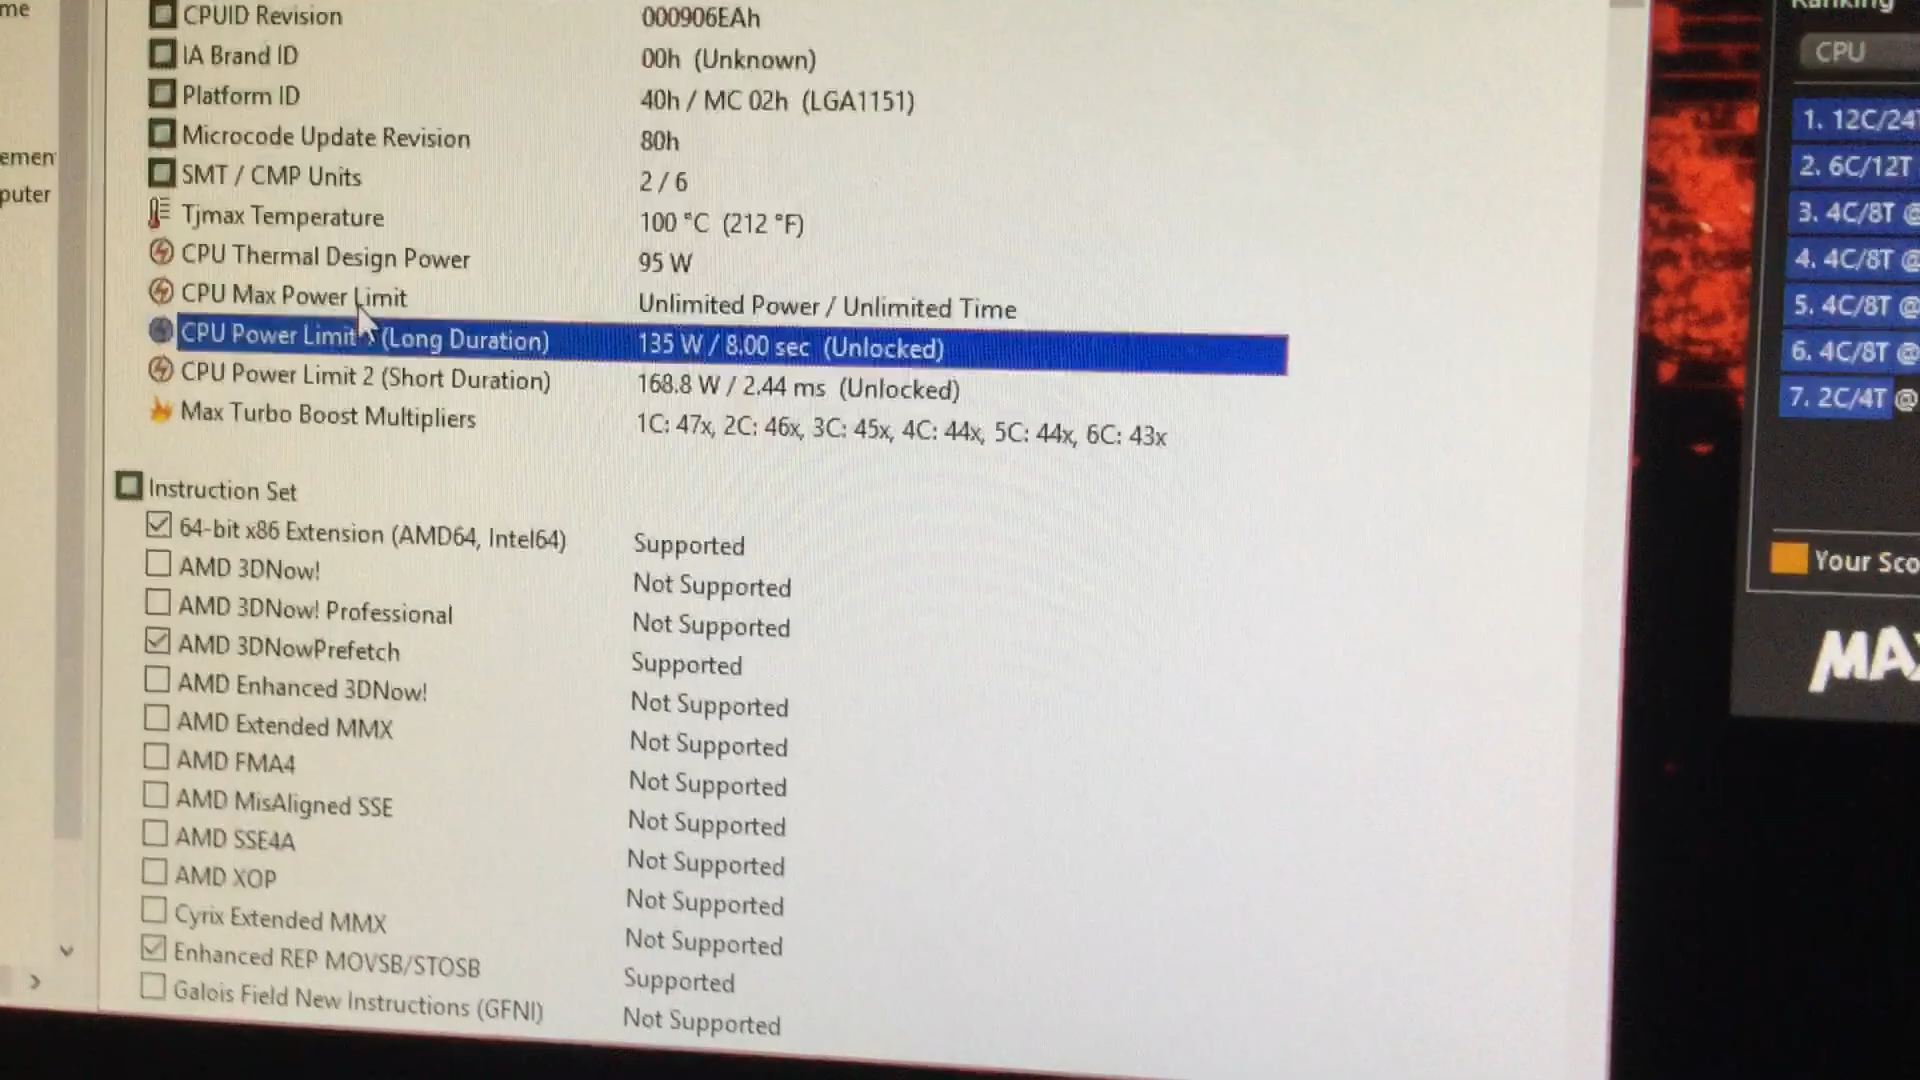 me
CPUID Revision 000906EAh
IA Brand ID 00h (Unknown)
Platform ID 40h / MC 02h (LGA1151)
Microcode Update Revision 80h
SMT / CMP Units 2 / 6
Tjmax Temperature 100 °C (212 °F)
CPU Thermal Design Power 95 W
CPU Max Power Limit Unlimited Power / Unlimited Time
CPU Power Limit (Long Duration) 135 W / 8.00 sec (Unlocked)
CPU Power Limit 2 (Short Duration) 168.8 W / 2.44 ms (Unlocked)
Max Turbo Boost Multipliers 1C: 47x, 2C: 46x, 3C: 45x, 4C: 44x, 5C: 44x, 6C: 43x
Instruction Set
64-bit x86 Extension (AMD64, Intel64) Supported
AMD 3DNow! Not Supported
AMD 3DNow! Professional Not Supported
AMD 3DNowPrefetch Supported
AMD Enhanced 3DNow! Not Supported
AMD Extended MMX Not Supported
AMD FMA4 Not Supported
AMD MisAligned SSE Not Supported
AMD SSE4A Not Supported
AMD XOP Not Supported
Cyrix Extended MMX Not Supported
Enhanced REP MOVSB/STOSB Supported
Galois Field New Instructions (GFNI) Not Supported
emen
puter
Ranking
CPU
1. 12C/24T
2. 6C/12T
3. 4C/8T @
4. 4C/8T @
5. 4C/8T @
6. 4C/8T @
7. 2C/4T @
Your Sco
MAX